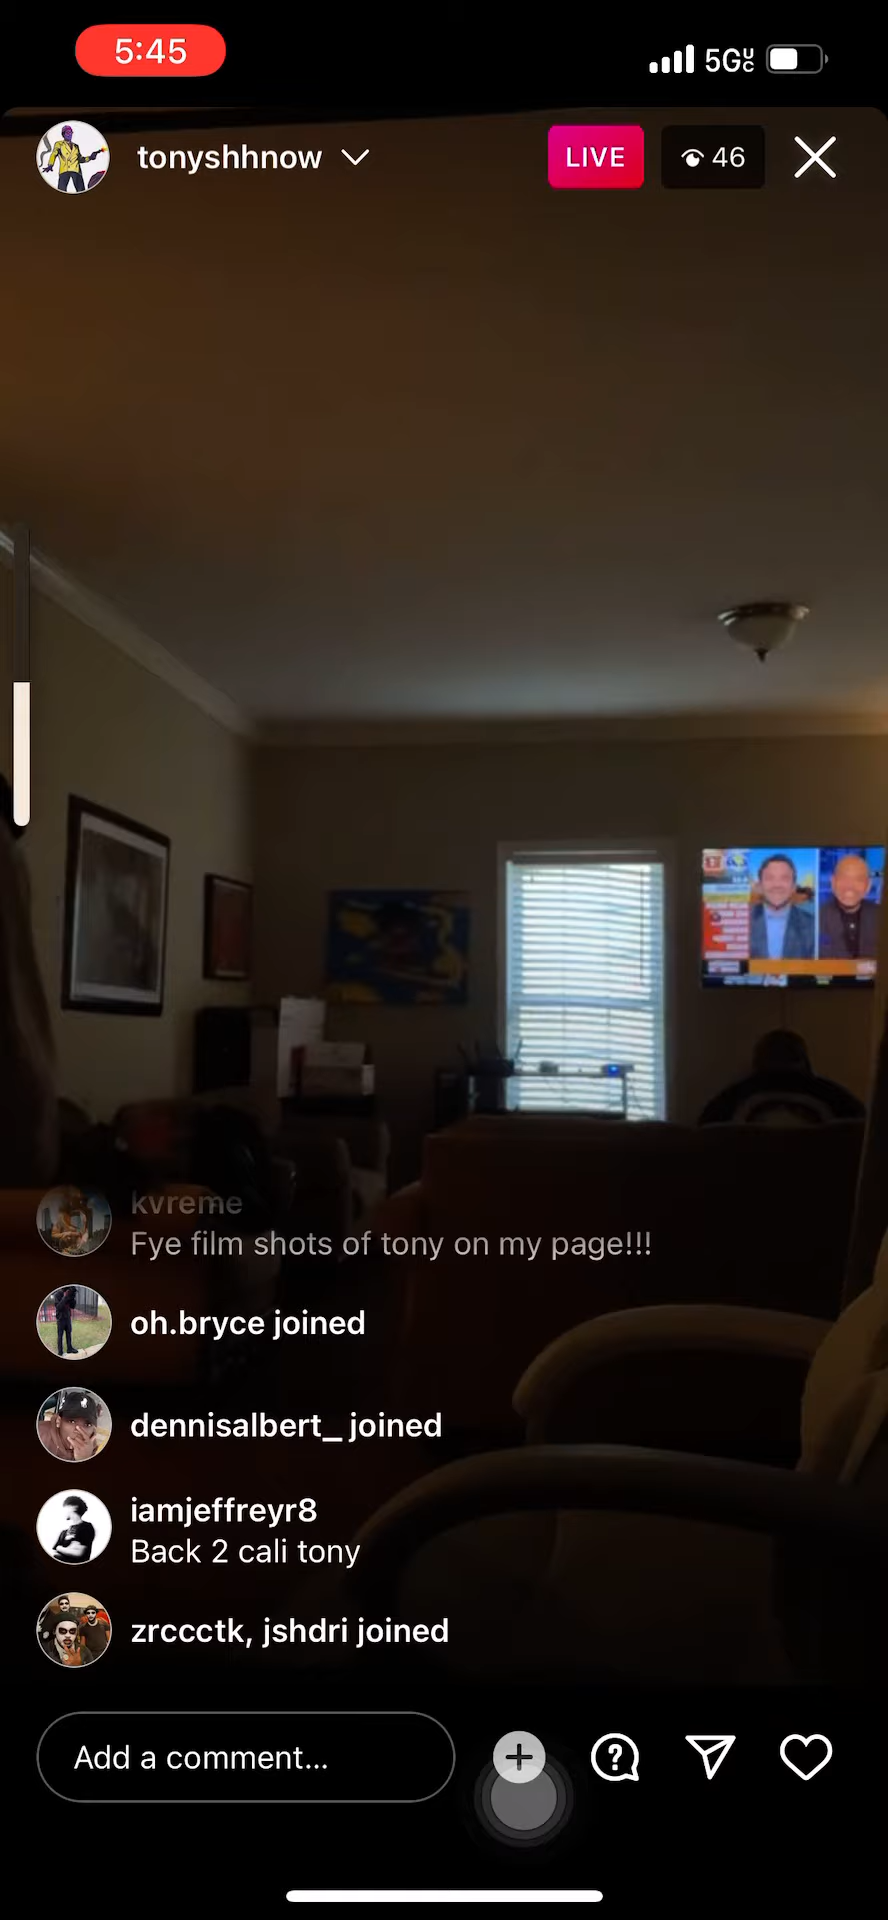 5:45
5GUC
tonyshhnow
LIVE
46
kvreme
Fye film shots of tony on my page!!!
oh.bryce joined
dennisalbert_ joined
iamjeffreyr8
Back 2 cali tony
zrccctk, jshdri joined
Add a comment...